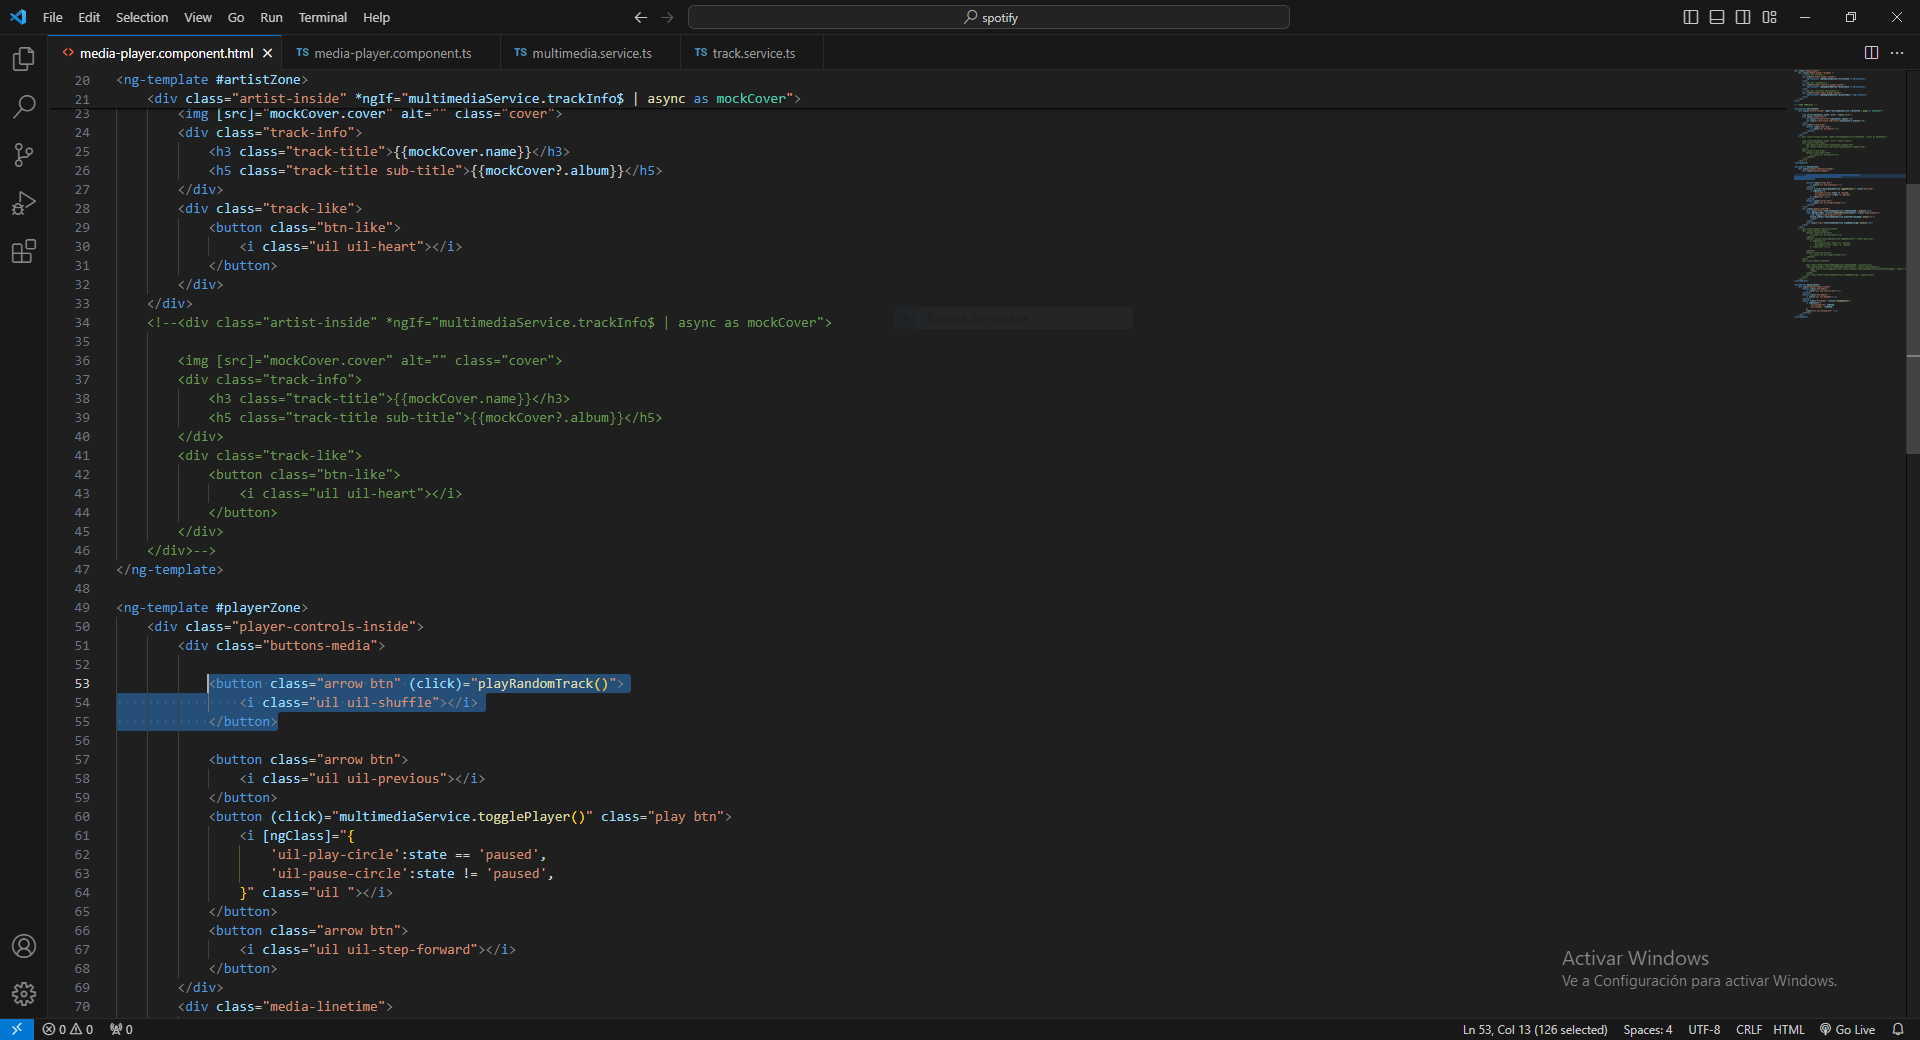 File Edit Selection View Go Run Terminal Help
spotify
media-player.component.html
TS media-player.component.ts
TS multimedia.service.ts
TS track.service.ts
20 <ng-template #artistZone>
21 <div class="artist-inside" *ngIf="multimediaService.trackInfo$ | async as mockCover">
23 <img [src]="mockCover.cover" alt="" class="cover">
24 <div class="track-info">
25 <h3 class="track-title">{{mockCover.name}}</h3>
26 <h5 class="track-title sub-title">{{mockCover?.album}}</h5>
27 </div>
28 <div class="track-like">
29 <button class="btn-like">
30 <i class="uil uil-heart"></i>
31 </button>
32 </div>
33 </div>
34 <!--<div class="artist-inside" *ngIf="multimediaService.trackInfo$ | async as mockCover">
35
36 <img [src]="mockCover.cover" alt="" class="cover">
37 <div class="track-info">
38 <h3 class="track-title">{{mockCover.name}}</h3>
39 <h5 class="track-title sub-title">{{mockCover?.album}}</h5>
40 </div>
41 <div class="track-like">
42 <button class="btn-like">
43 <i class="uil uil-heart"></i>
44 </button>
45 </div>
46 </div>-->
47 </ng-template>
48
49 <ng-template #playerZone>
50 <div class="player-controls-inside">
51 <div class="buttons-media">
52
53 <button class="arrow btn" (click)="playRandomTrack()">
54 <i class="uil uil-shuffle"></i>
55 </button>
56
57 <button class="arrow btn">
58 <i class="uil uil-previous"></i>
59 </button>
60 <button (click)="multimediaService.togglePlayer()" class="play btn">
61 <i [ngClass]="{
62 'uil-play-circle':state == 'paused',
63 'uil-pause-circle':state != 'paused',
64 }" class="uil "></i>
65 </button>
66 <button class="arrow btn">
67 <i class="uil uil-step-forward"></i>
68 </button>
69 </div>
70 <div class="media-linetime">
Activar Windows
Ve a Configuración para activar Windows.
0 0 0
Ln 53, Col 13 (126 selected) Spaces: 4 UTF-8 CRLF HTML Go Live